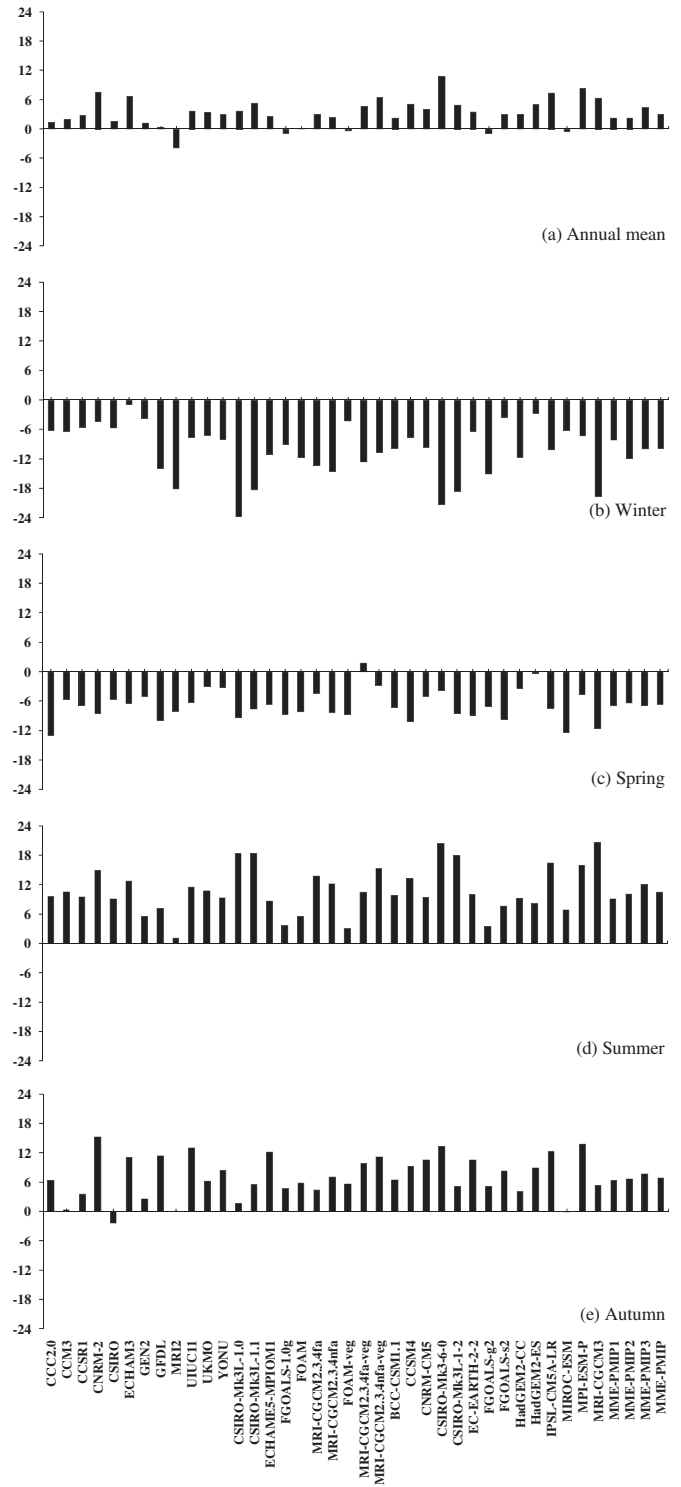 24
18
12
6
0
-6
-12
-18
-24
(a) Annual mean
24
18
12
6
0
-6
-12
-18
-24
(b) Winter
24
18
12
6
0
-6
-12
-18
-24
(c) Spring
24
18
12
6
0
-6
-12
-18
-24
(d) Summer
24
18
12
6
0
-6
-12
-18
-24
(e) Autumn
CCC2.0
CCM3
CCSR1
CNRM-2
CSIRO
ECHAM3
GEN2
GFDL
MRI2
UIUC11
UKMO
YONU
CSIRO-Mk3L-1.0
CSIRO-Mk3L-1.1
ECHAME5-MPIOM1
FGOALS-1.0g
FOAM
MRI-CGCM2.3.4fa
MRI-CGCM2.3.4nfa
FOAM-veg
MRI-CGCM2.3.4fa-veg
MRI-CGCM2.3.4nfa-veg
BCC-CSM1.1
CCSM4
CNRM-CM5
CSIRO-Mk3-6-0
CSIRO-Mk3L-1-2
EC-EARTH-2-2
FGOALS-g2
FGOALS-s2
HadGEM2-CC
HadGEM2-ES
IPSL-CM5A-LR
MIROC-ESM
MPI-ESM-P
MRI-CGCM3
MME-PMIP1
MME-PMIP2
MME-PMIP3
MME-PMIP